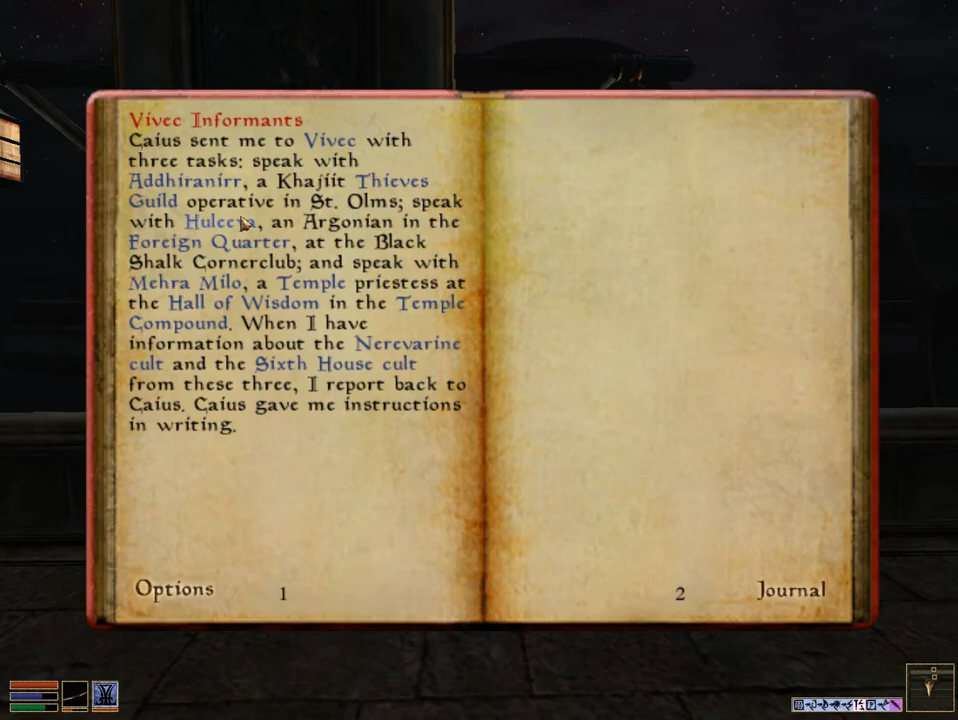 Vivec Informants
Caius sent me to Vivec with
three tasks: speak with
Addhiranirr, a Khajiit Thieves
Guild operative in St. Olms; speak
with Huleeya, an Argonian in the
Foreign Quarter, at the Black
Shalk Cornerclub; and speak with
Mehra Milo, a Temple priestess at
the Hall of Wisdom in the Temple
Compound. When I have
information about the Nerevarine
cult and the Sixth House cult
from these three, I report back to
Caius. Caius gave me instructions
in writing.
Options
1
2
Journal